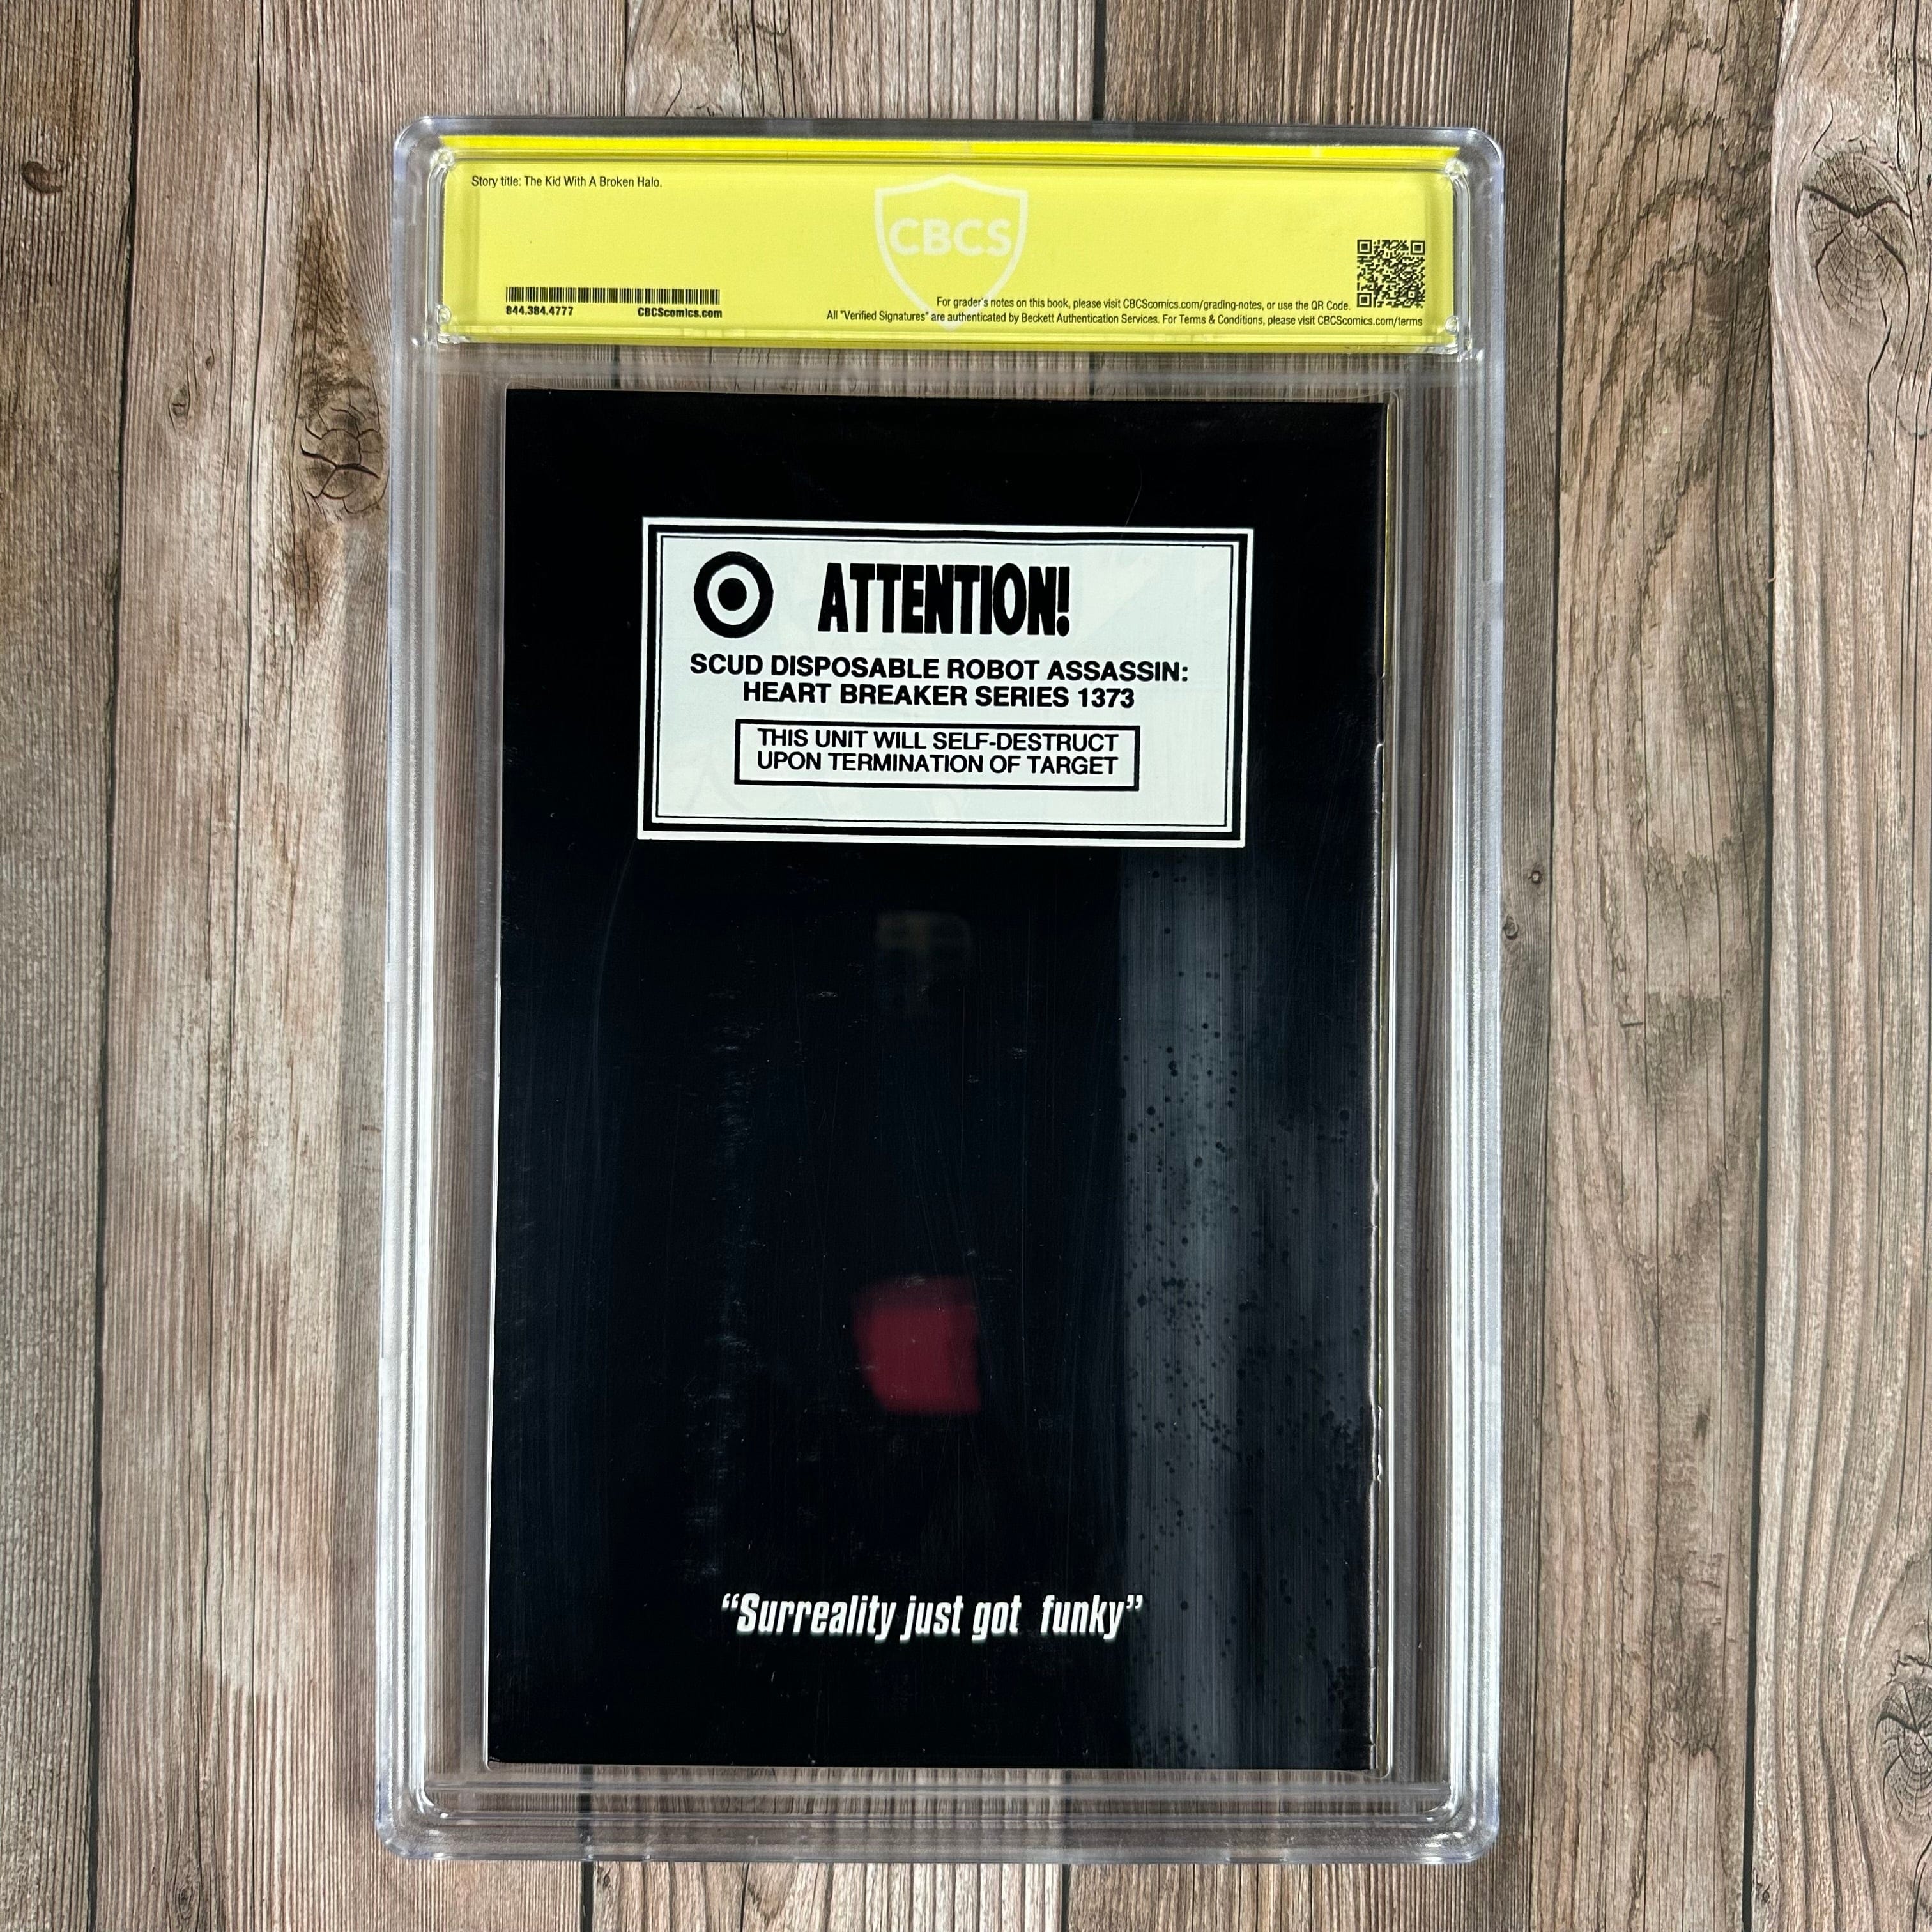 Story title: The Kid With A Broken Halo.
CBCS
For grader's notes on this book, please visit CBCScomics.com/grading-notes, or use the QR Code.
844.384.4777 CBCScomics.com
All "Verified Signatures" are authenticated by Beckett Authentication Services. For Terms & Conditions, please visit CBCScomics.com/terms
ATTENTION!
SCUD DISPOSABLE ROBOT ASSASSIN:
HEART BREAKER SERIES 1373
THIS UNIT WILL SELF-DESTRUCT
UPON TERMINATION OF TARGET
“Surreality just got funky”